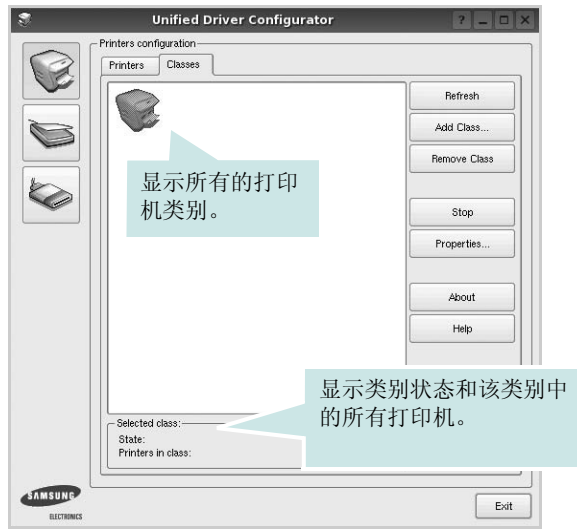 Unified Driver Configurator
Printers configuration
Printers
Classes
Refresh
Add Class...
Remove Class
显示所有的打印
机类别。
Stop
Properties...
About
Help
显示类别状态和该类别中
的所有打印机。
Selected class:
State:
Printers in class:
SAMSUNG
ELECTRONICS
Exit